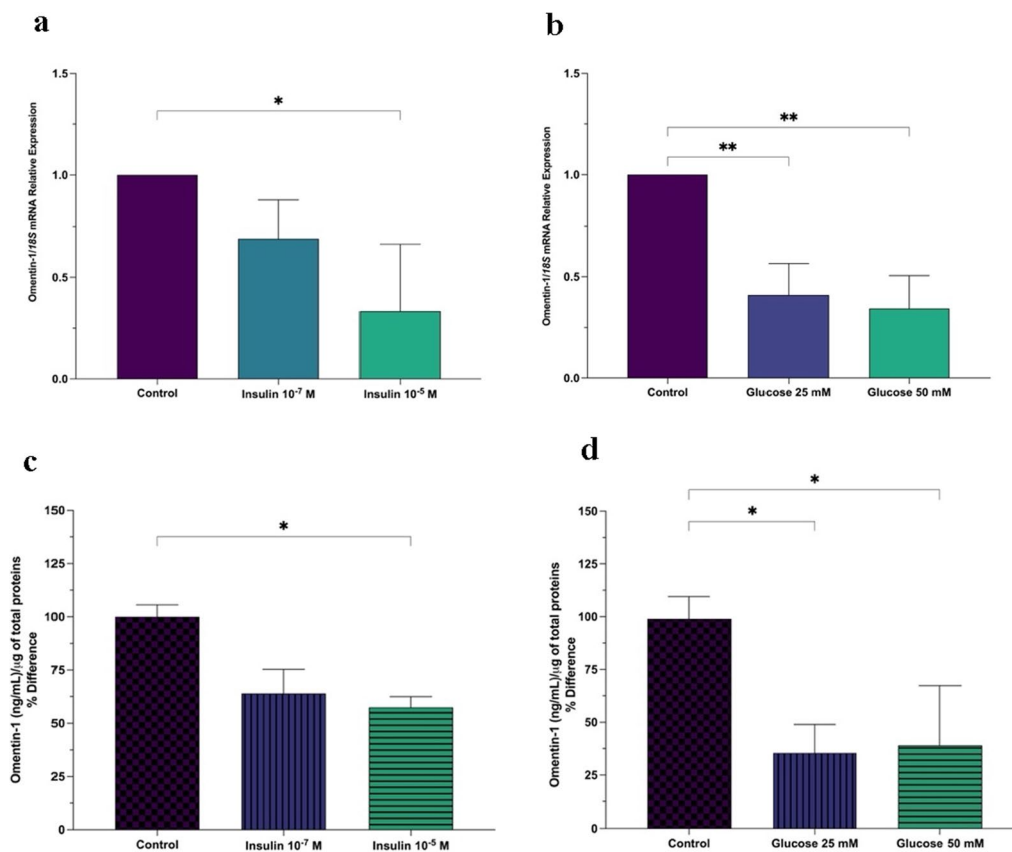 a
Omentin-1/18S mRNA Relative Expression
1.5
1.0
0.5
0.0
*
Control
Insulin 10⁻⁷ M
Insulin 10⁻⁵ M
b
Omentin-1/18S mRNA Relative Expression
1.5
1.0
0.5
0.0
**
**
Control
Glucose 25 mM
Glucose 50 mM
c
Omentin-1 (ng/mL)/µg of total proteins
% Difference
150
125
100
75
50
25
0
*
Control
Insulin 10⁻⁷ M
Insulin 10⁻⁵ M
d
Omentin-1 (ng/mL)/µg of total proteins
% Difference
150
125
100
75
50
25
0
*
*
Control
Glucose 25 mM
Glucose 50 mM